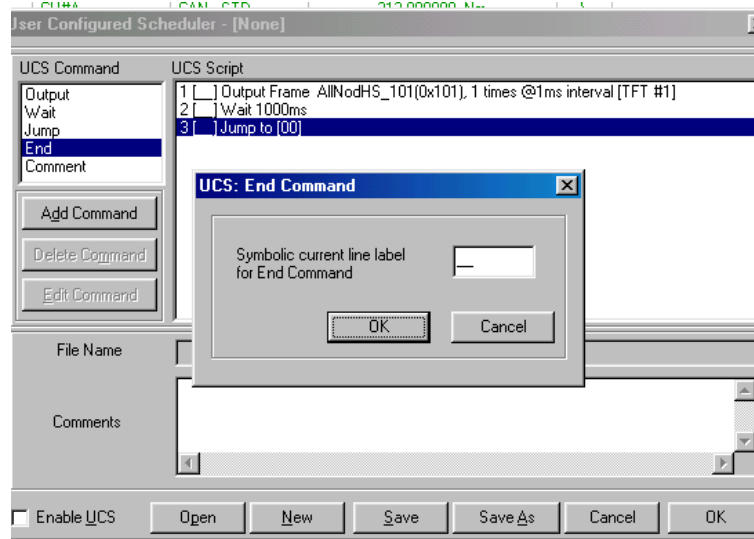 CAN STD
User Configured Scheduler - [None]
UCS Command
UCS Script
Output
Wait
Jump
End
Comment
1 [__] Output Frame AllNodHS_101(0x101), 1 times @1ms interval [TFT #1]
2 [__] Wait 1000ms
3 [__] Jump to [00]
UCS: End Command
Add Command
Delete Command
Edit Command
Symbolic current line label
for End Command
__
OK
Cancel
File Name
Comments
Enable UCS
Open
New
Save
Save As
Cancel
OK